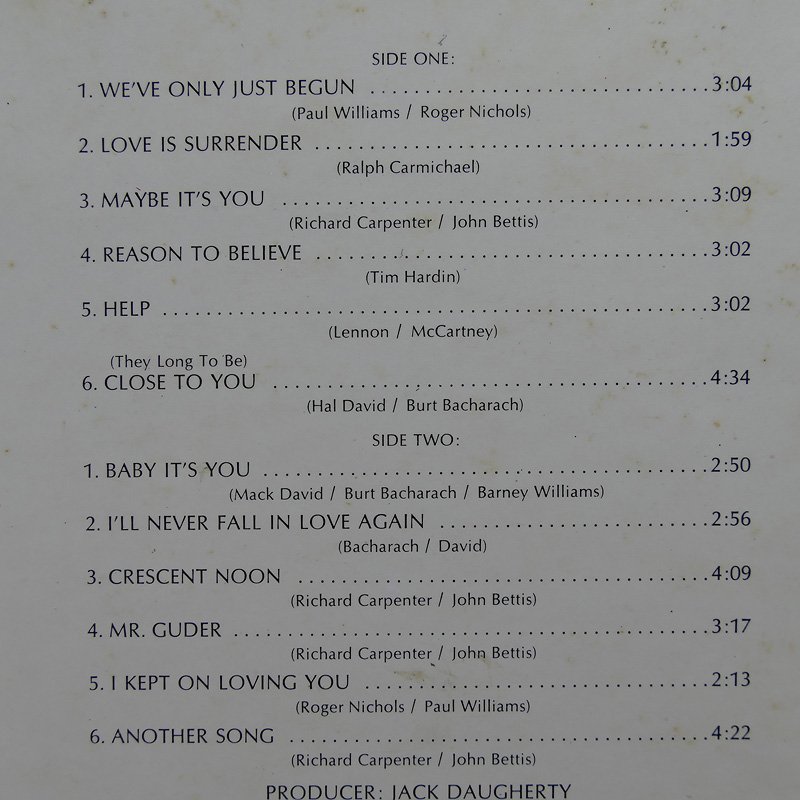 SIDE ONE:
1. WE'VE ONLY JUST BEGUN ................................ 3:04
(Paul Williams / Roger Nichols)
2. LOVE IS SURRENDER ..................................... 1:59
(Ralph Carmichael)
3. MAYBE IT'S YOU ........................................ 3:09
(Richard Carpenter / John Bettis)
4. REASON TO BELIEVE ..................................... 3:02
(Tim Hardin)
5. HELP .................................................. 3:02
(Lennon / McCartney)
(They Long To Be)
6. CLOSE TO YOU ......................................... 4:34
(Hal David / Burt Bacharach)
SIDE TWO:
1. BABY IT'S YOU ......................................... 2:50
(Mack David / Burt Bacharach / Barney Williams)
2. I'LL NEVER FALL IN LOVE AGAIN ......................... 2:56
(Bacharach / David)
3. CRESCENT NOON ....................................... 4:09
(Richard Carpenter / John Bettis)
4. MR. GUDER ............................................. 3:17
(Richard Carpenter / John Bettis)
5. I KEPT ON LOVING YOU ................................. 2:13
(Roger Nichols / Paul Williams)
6. ANOTHER SONG ........................................ 4:22
(Richard Carpenter / John Bettis)
PRODUCER: JACK DAUGHERTY